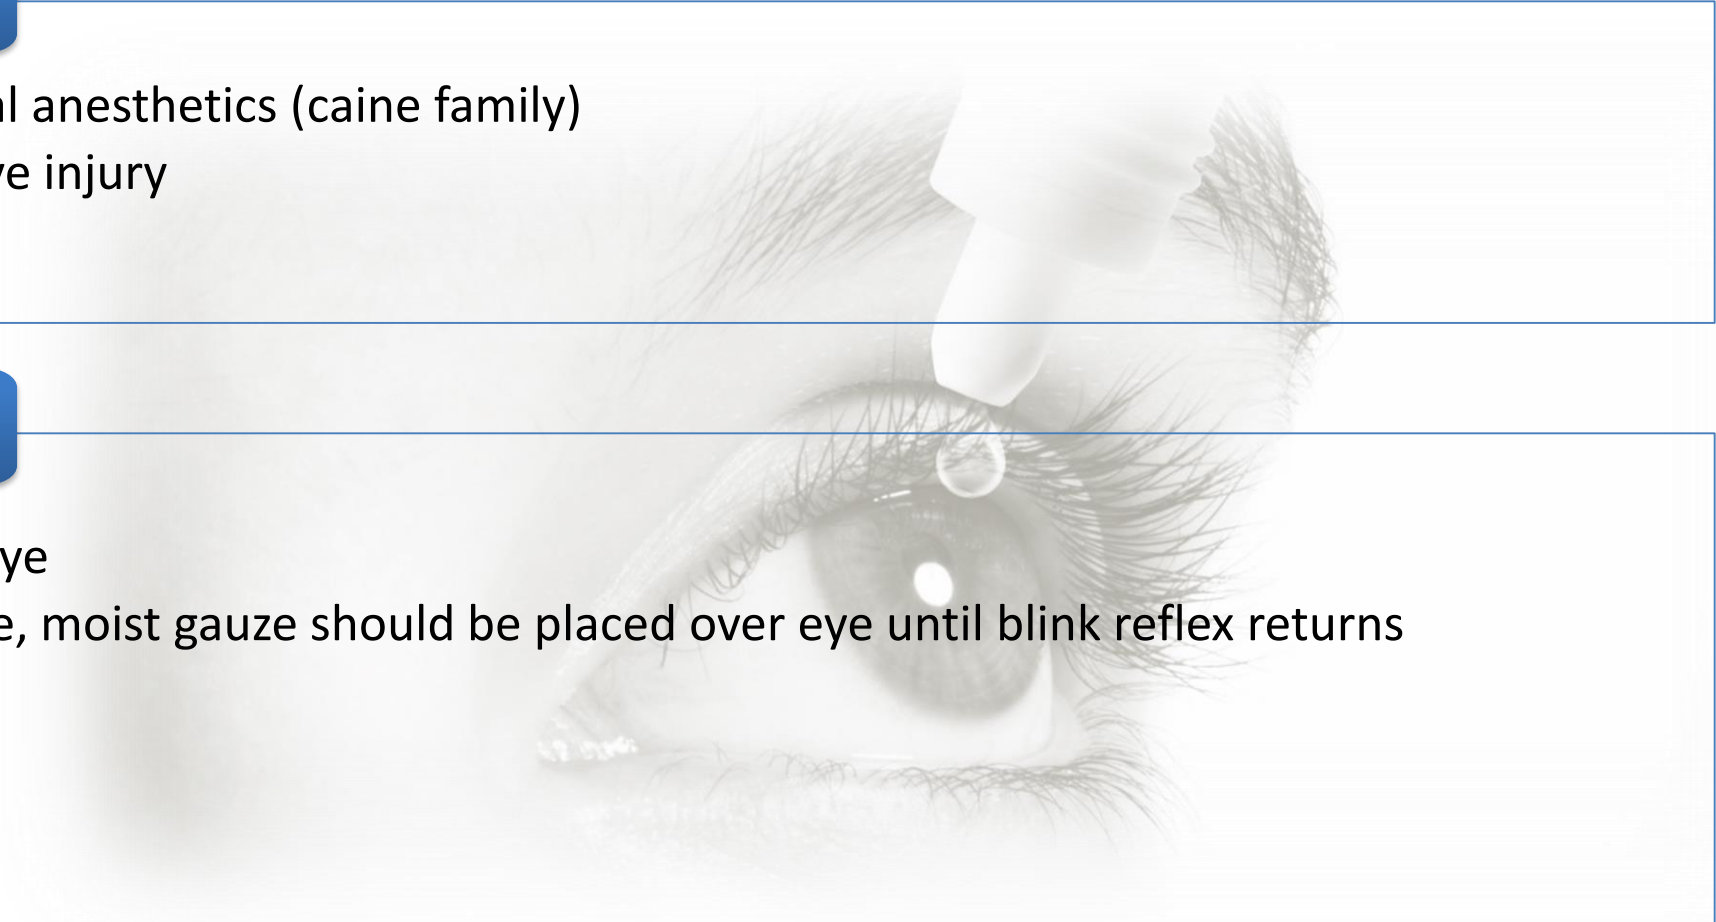 l anesthetics (caine family)
e injury
ye
, moist gauze should be placed over eye until blink reflex returns